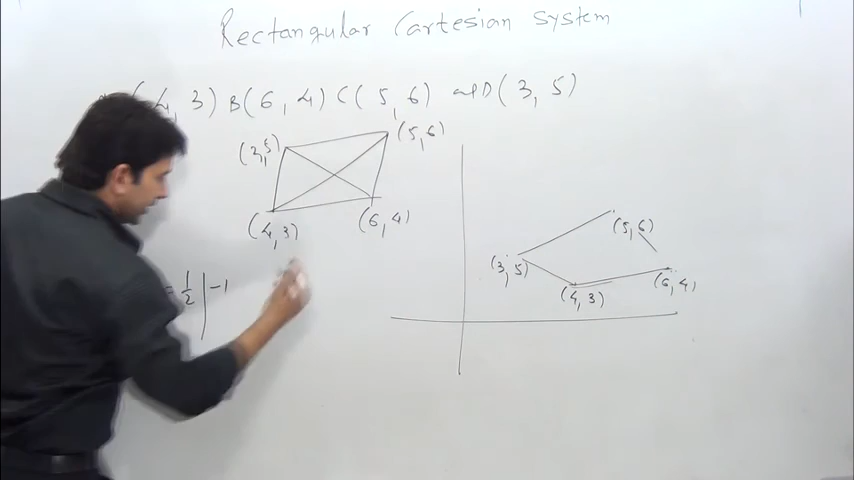 Rectangular Cartesian system
(4, 3) B(6, 4) C(5, 6) and D(3, 5)
(3,5) (5,6)
(4,3) (6,4)
(5,6)
(3,5) (4,3) (6,4)
= 1/2 | -1